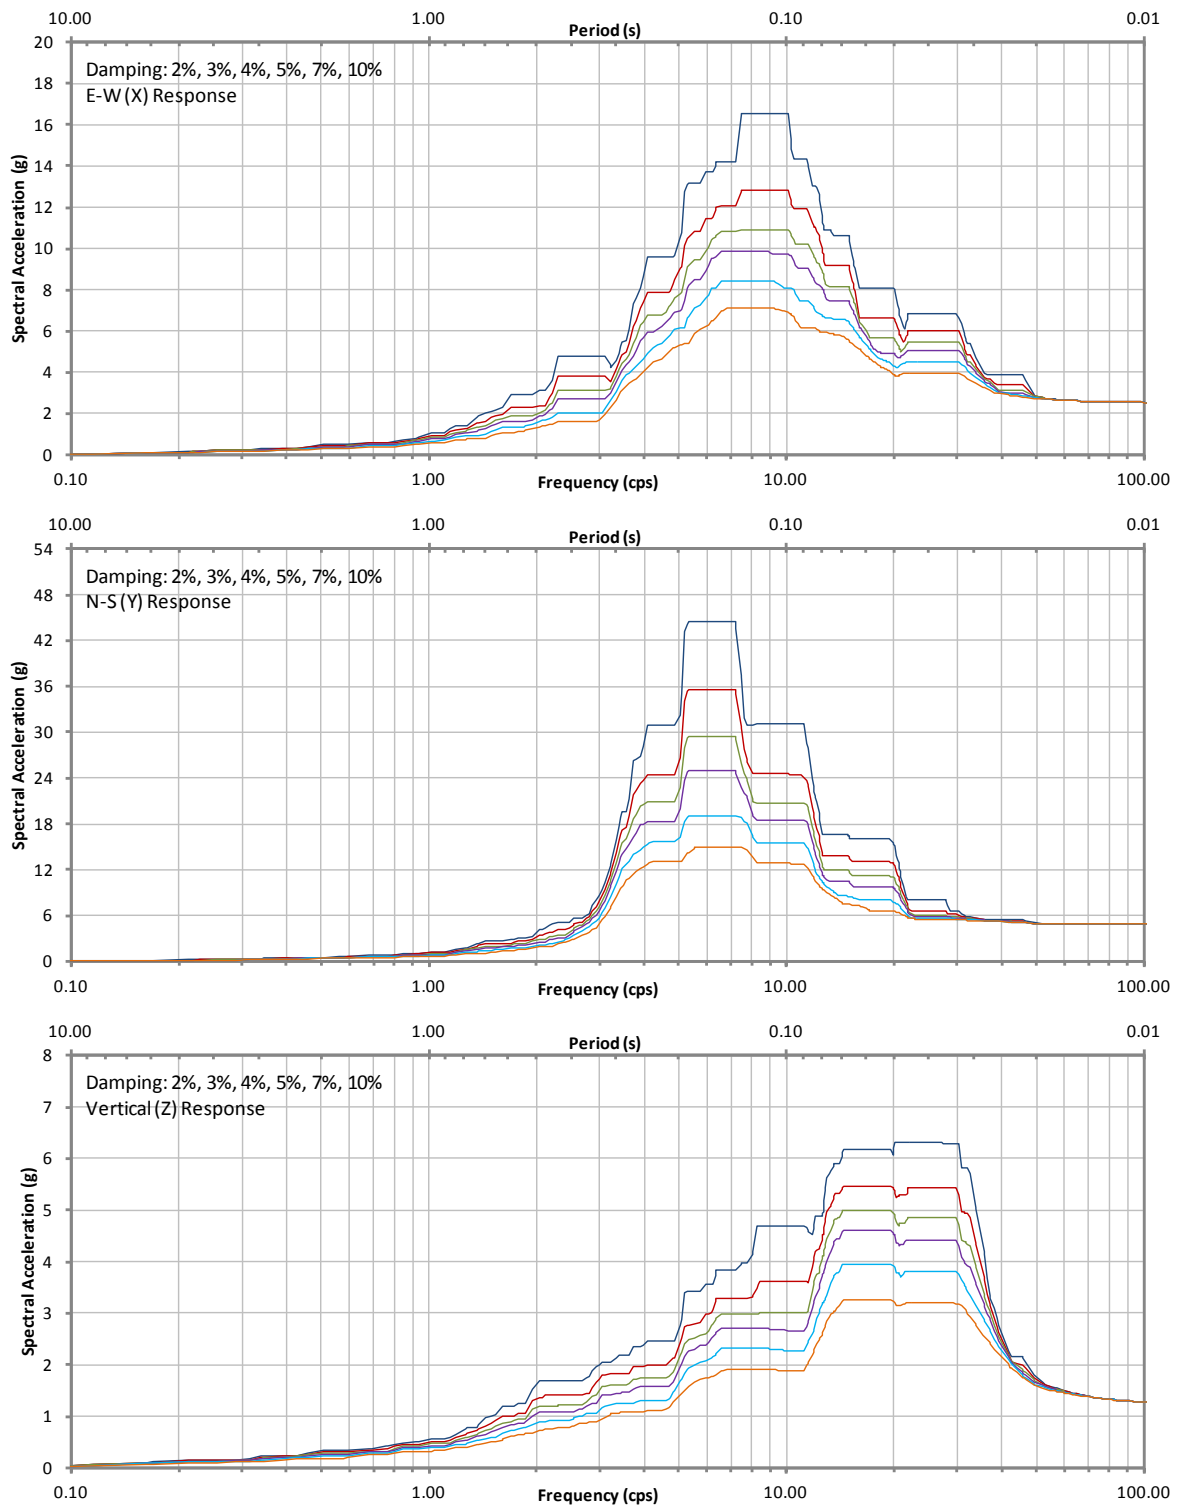 10.00 1.00 0.10 0.01
Period (s)
20
18
16
14
12
10
8
6
4
2
0
Spectral Acceleration (g)
Damping: 2%, 3%, 4%, 5%, 7%, 10%
E-W (X) Response
0.10 1.00 10.00 100.00
Frequency (cps)
10.00 1.00 0.10 0.01
Period (s)
54
48
42
36
30
24
18
12
6
0
Spectral Acceleration (g)
Damping: 2%, 3%, 4%, 5%, 7%, 10%
N-S (Y) Response
0.10 1.00 10.00 100.00
Frequency (cps)
10.00 1.00 0.10 0.01
Period (s)
8
7
6
5
4
3
2
1
0
Spectral Acceleration (g)
Damping: 2%, 3%, 4%, 5%, 7%, 10%
Vertical (Z) Response
0.10 1.00 10.00 100.00
Frequency (cps)